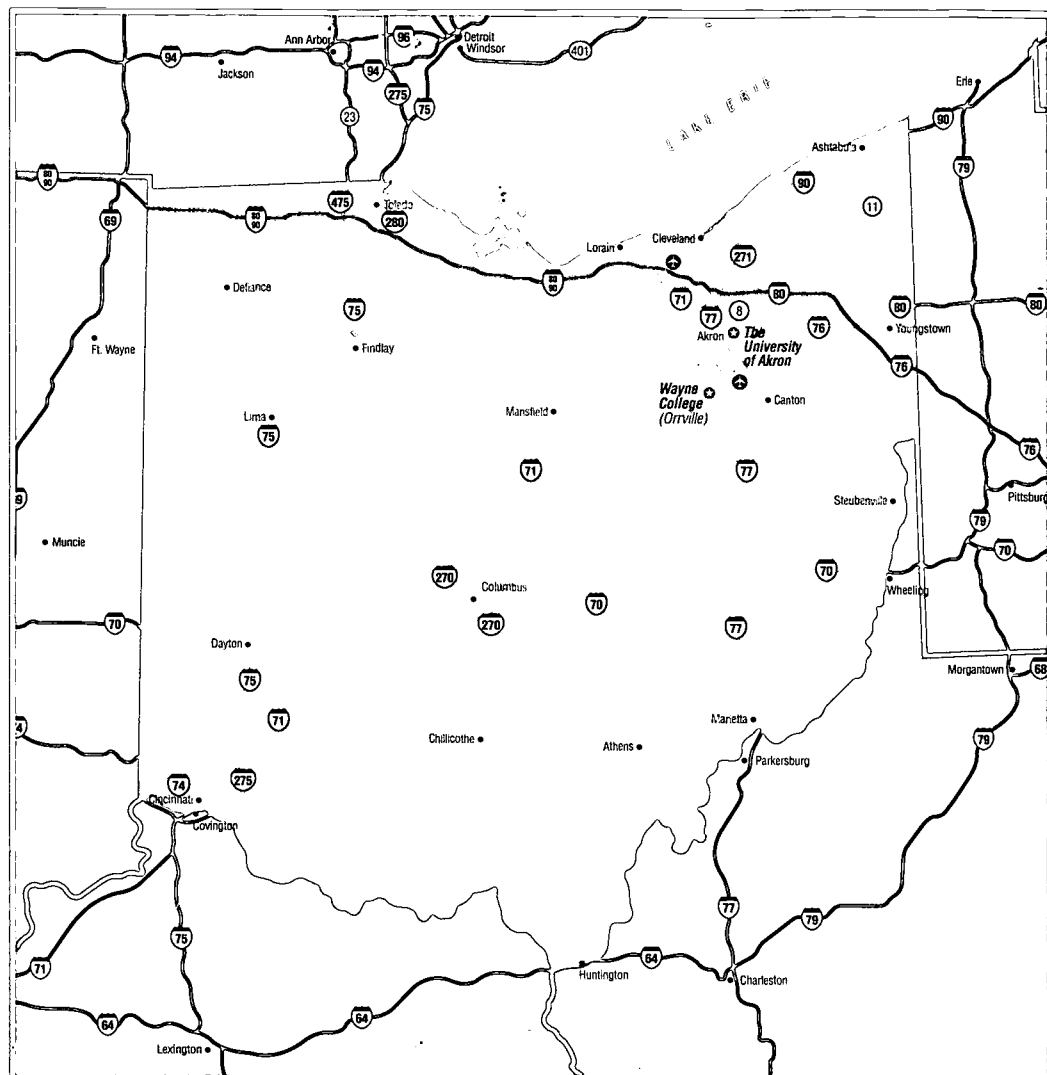 Detroit
96
Ann Arbor
Windsor
401
94
Jackson
94
275
75
23
Erie
LAKE ERIE
90
Ashtabula
79
80
90
90
475
Toledo
11
69
80
90
280
Cleveland
Lorain
271
80
90
Defiance
71
80
75
8
80
80
77
76
Akron
The
University
of Akron
Youngstown
Ft. Wayne
Findlay
76
Wayne
College
(Orrville)
Canton
Lima
Mansfield
75
76
71
77
Pittsburg
Steubenville
79
Muncie
70
270
70
Columbus
Wheeling
70
70
270
77
Dayton
Morgantown
68
75
71
Marietta
Chillicothe
Athens
79
Parkersburg
74
275
Cincinnati
Covington
77
79
75
64
71
Huntington
Charleston
64
64
Lexington